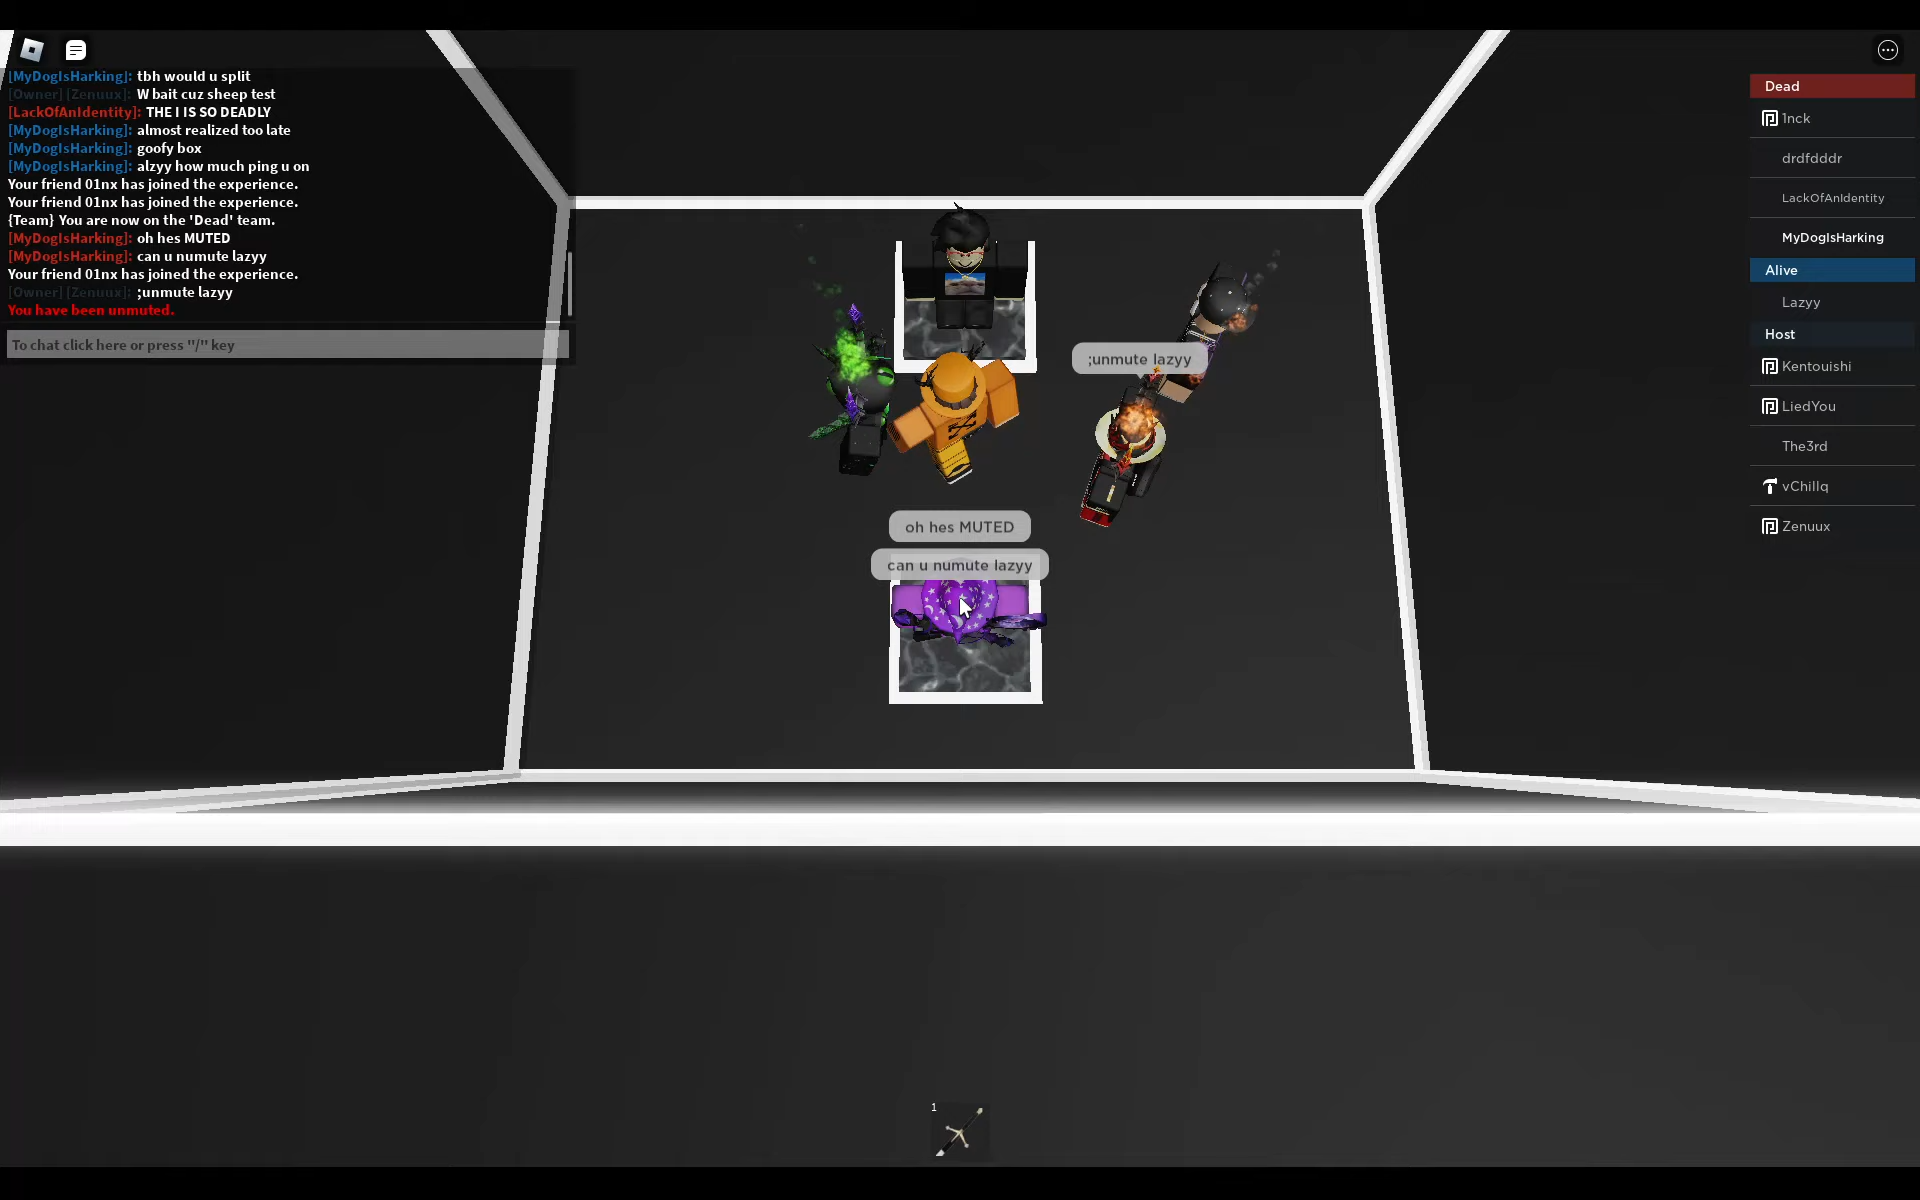 [MyDogIsHarking]: tbh would u split
[Owner] [Zenuux]: W bait cuz sheep test
[LackOfAnIdentity]: THE I IS SO DEADLY
[MyDogIsHarking]: almost realized too late
[MyDogIsHarking]: goofy box
[MyDogIsHarking]: alzyy how much ping u on
Your friend 01nx has joined the experience.
Your friend 01nx has joined the experience.
{Team} You are now on the 'Dead' team.
[MyDogIsHarking]: oh hes MUTED
[MyDogIsHarking]: can u numute lazyy
Your friend 01nx has joined the experience.
[Owner] [Zenuux]: ;unmute lazyy
You have been unmuted.
To chat click here or press "/" key
;unmute lazyy
oh hes MUTED
can u numute lazyy
1
Dead
1nck
drdfdddr
LackOfAnIdentity
MyDogIsHarking
Alive
Lazyy
Host
Kentouishi
LiedYou
The3rd
vChillq
Zenuux